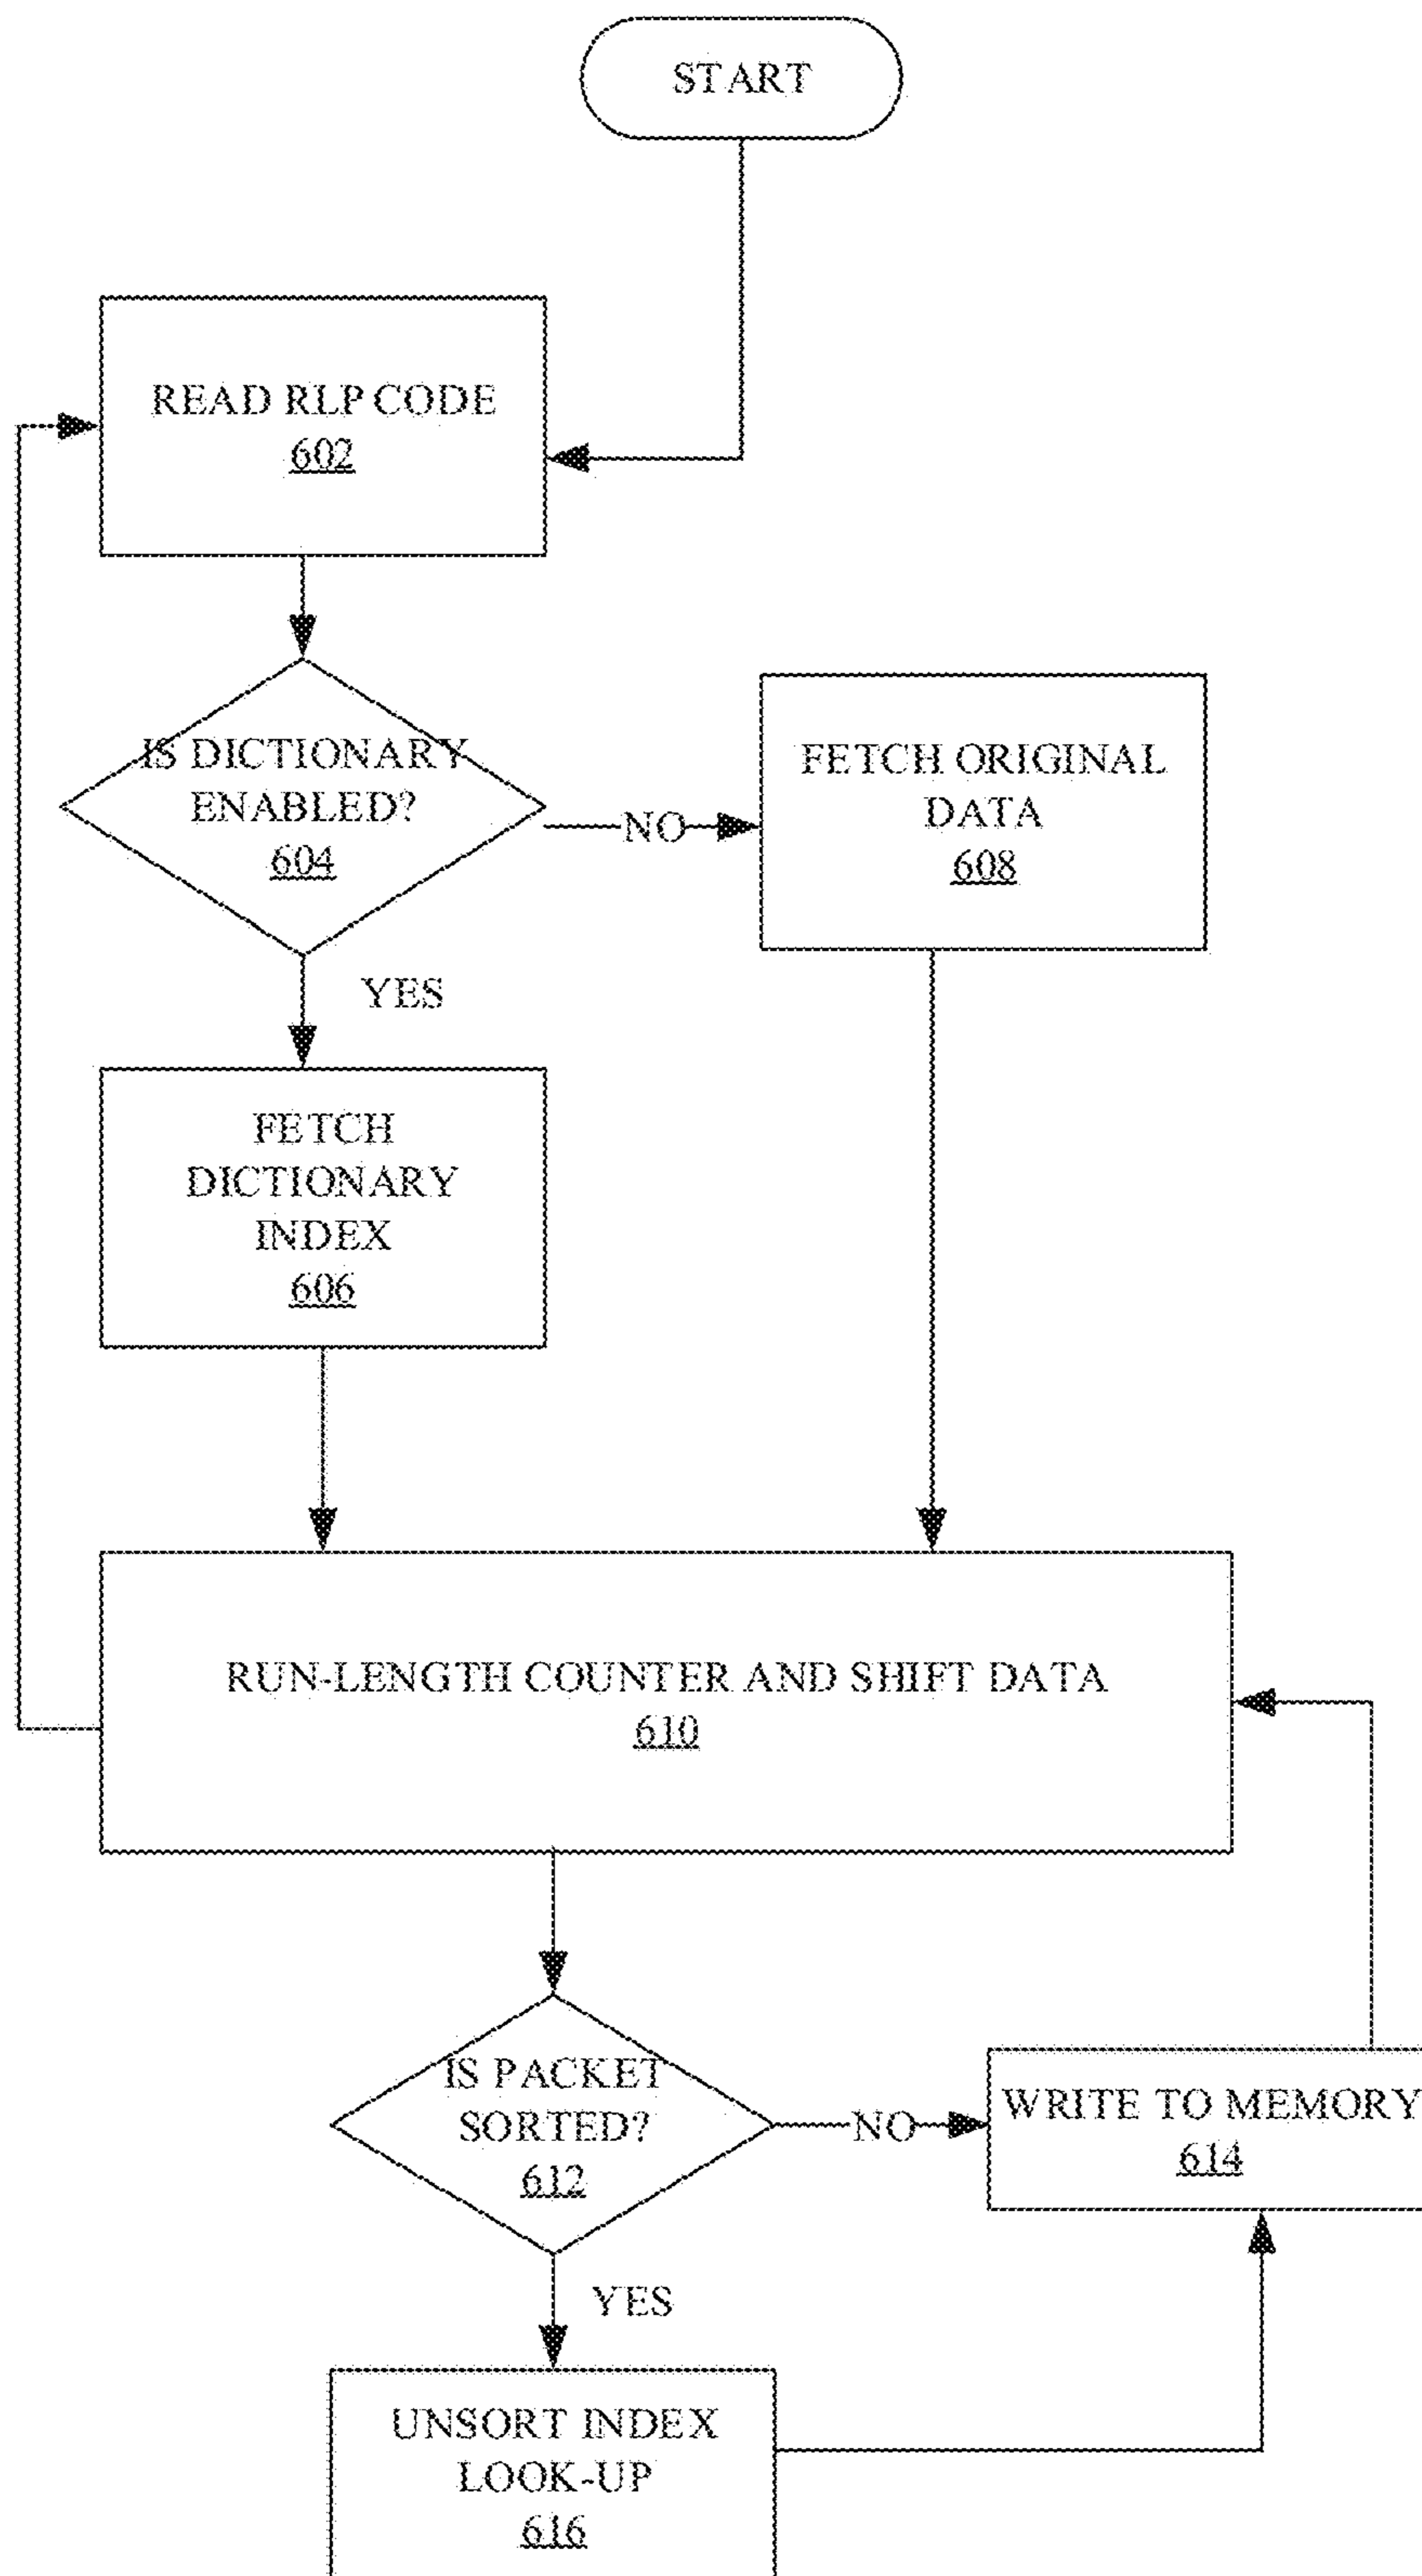 START
READ RLP CODE
602
IS DICTIONARY
ENABLED?
604
NO
FETCH ORIGINAL
DATA
608
YES
FETCH
DICTIONARY
INDEX
606
RUN-LENGTH COUNTER AND SHIFT DATA
610
IS PACKET
SORTED?
612
NO
WRITE TO MEMORY
614
YES
UNSORT INDEX
LOOK-UP
616